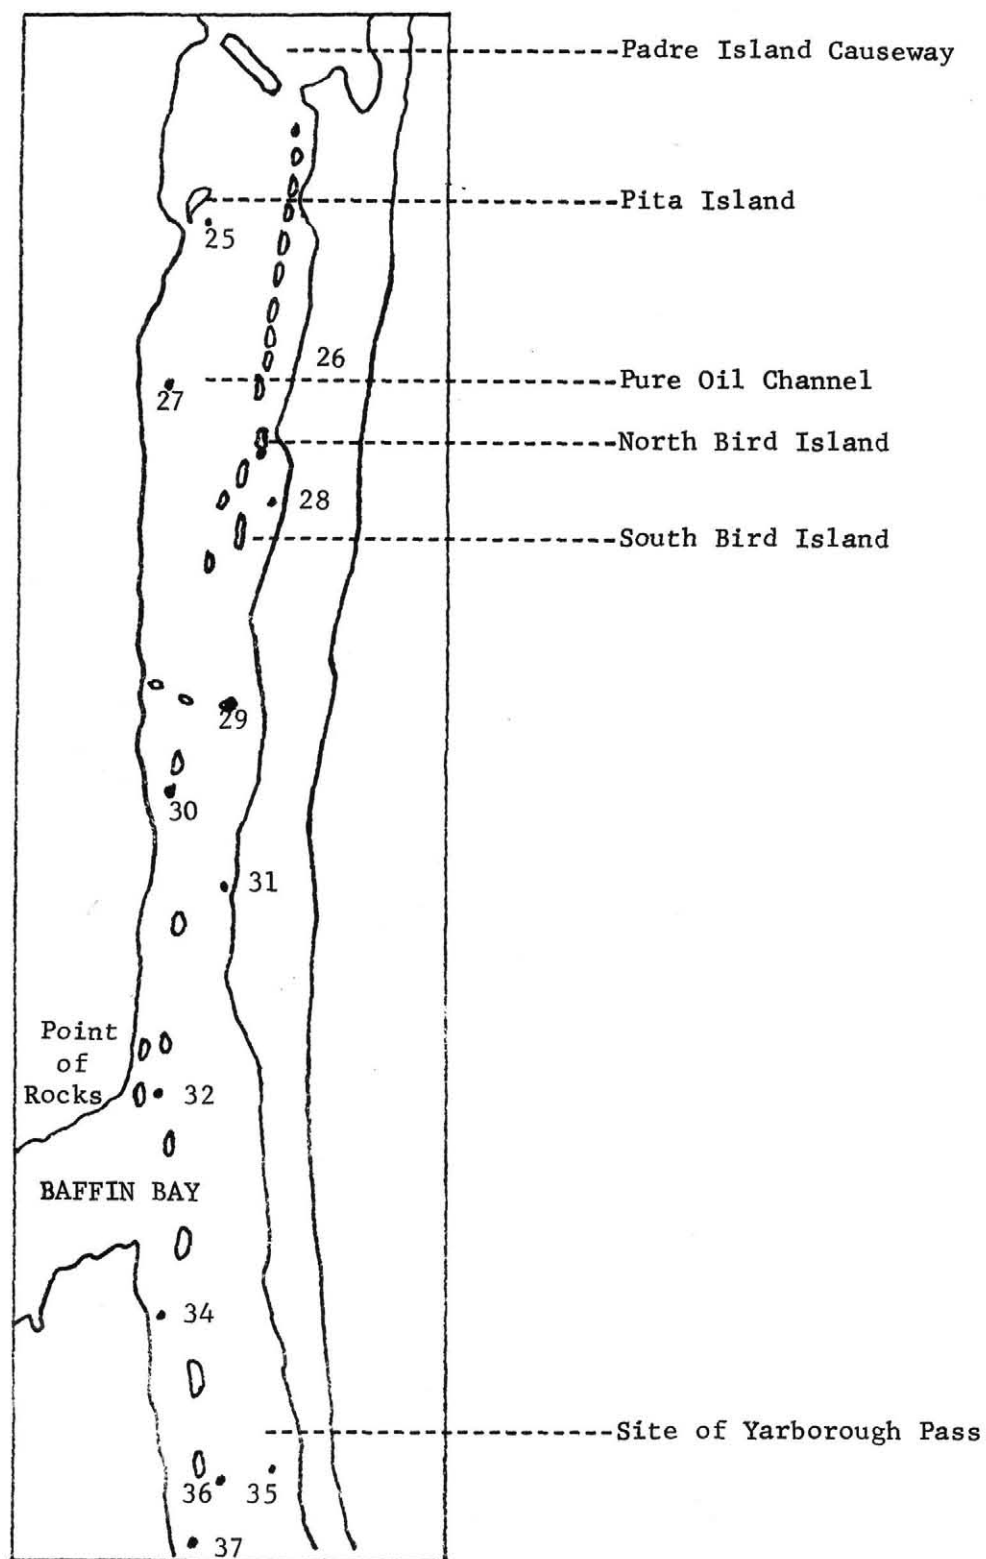 Padre Island Causeway
Pita Island
25
26
Pure Oil Channel
27
North Bird Island
28
South Bird Island
29
30
31
Point
of
Rocks
32
BAFFIN BAY
34
Site of Yarborough Pass
36
35
37